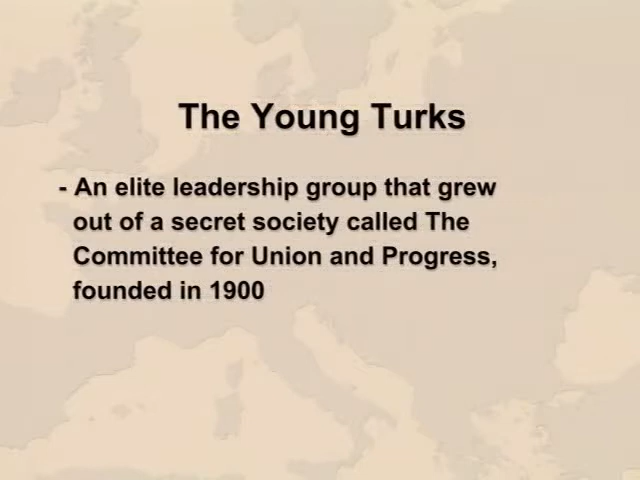 The Young Turks
- An elite leadership group that grew
out of a secret society called The
Committee for Union and Progress,
founded in 1900